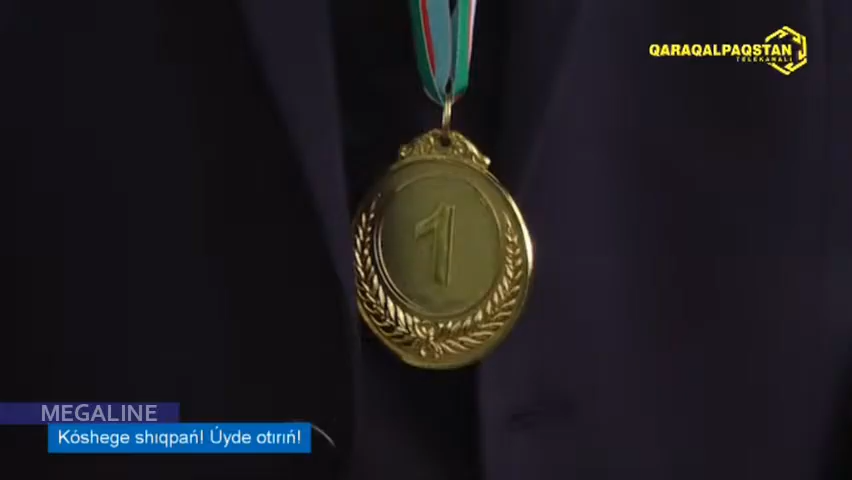 QARAQALPAQSTAN
TELEKANALI
1
MEGALINE
Kóshege shıqpań! Úyde otırıń!